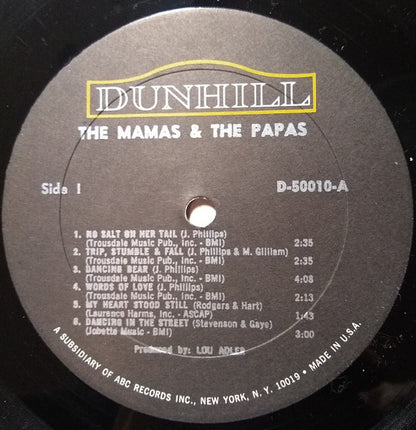 DUNHILL
THE MAMAS & THE PAPAS
Side 1 D-50010-A
1. NO SALT ON HER TAIL (J. Phillips)
(Trousdale Music Pub., Inc. - BMI) 2:35
2. TRIP, STUMBLE & FALL (J. Phillips & M. Gilliam)
(Trousdale Music Pub., Inc. - BMI) 2:35
3. DANCING BEAR (J. Phillips)
(Trousdale Music Pub., Inc. - BMI) 4:08
4. WORDS OF LOVE (J. Phillips)
(Trousdale Music Pub., Inc. - BMI) 2:13
5. MY HEART STOOD STILL (Rodgers & Hart)
(Laurence Harms, Inc. - ASCAP) 1:43
6. DANCING IN THE STREET (Stevenson & Gaye)
(Jobette Music - BMI) 3:00
Produced by: LOU ADLER
A SUBSIDIARY OF ABC RECORDS INC., NEW YORK, N. Y. 10019 • MADE IN U.S.A.